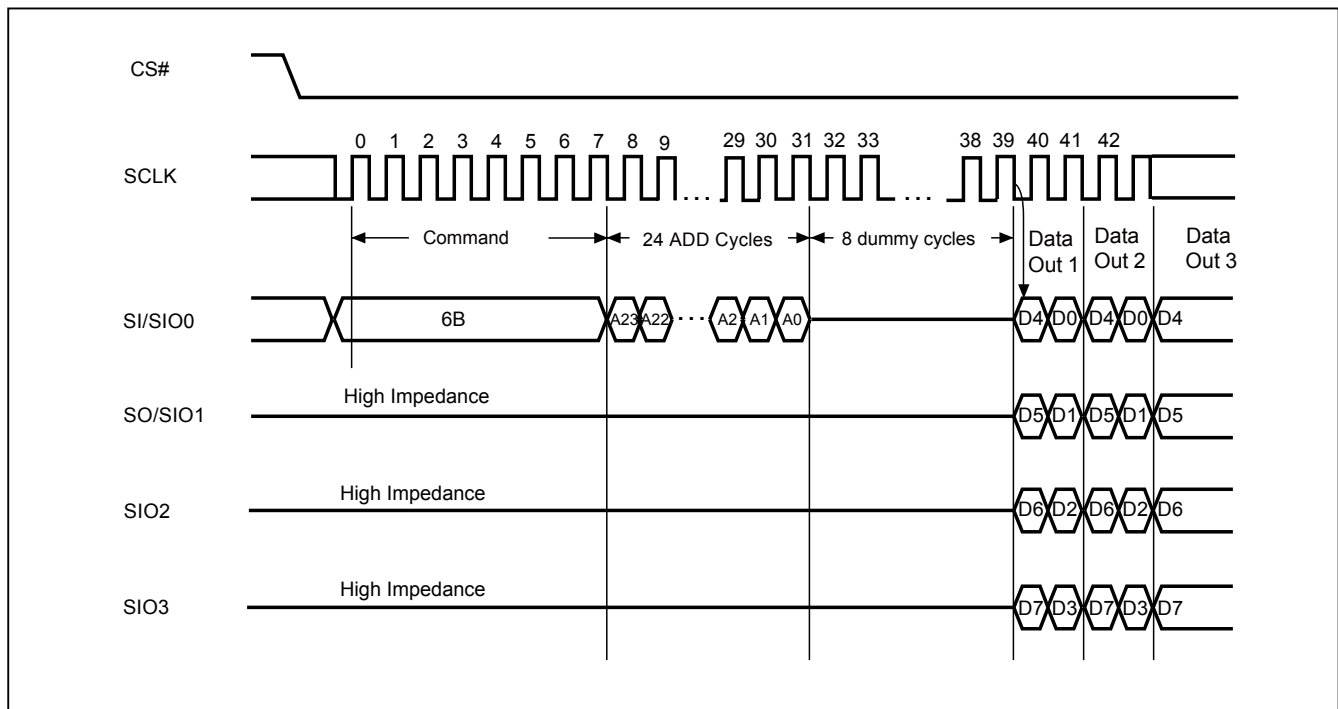 CS#
0 1 2 3 4 5 6 7 8 9 29 30 31 32 33 38 39 40 41 42
SCLK ... ...
Command 24 ADD Cycles 8 dummy cycles Data Out 1 Data Out 2 Data Out 3
SI/SIO0 6B A23 A22 ... A2 A1 A0 D4 D0 D4 D0 D4
High Impedance
SO/SIO1 D5 D1 D5 D1 D5
High Impedance
SIO2 D6 D2 D6 D2 D6
High Impedance
SIO3 D7 D3 D7 D3 D7